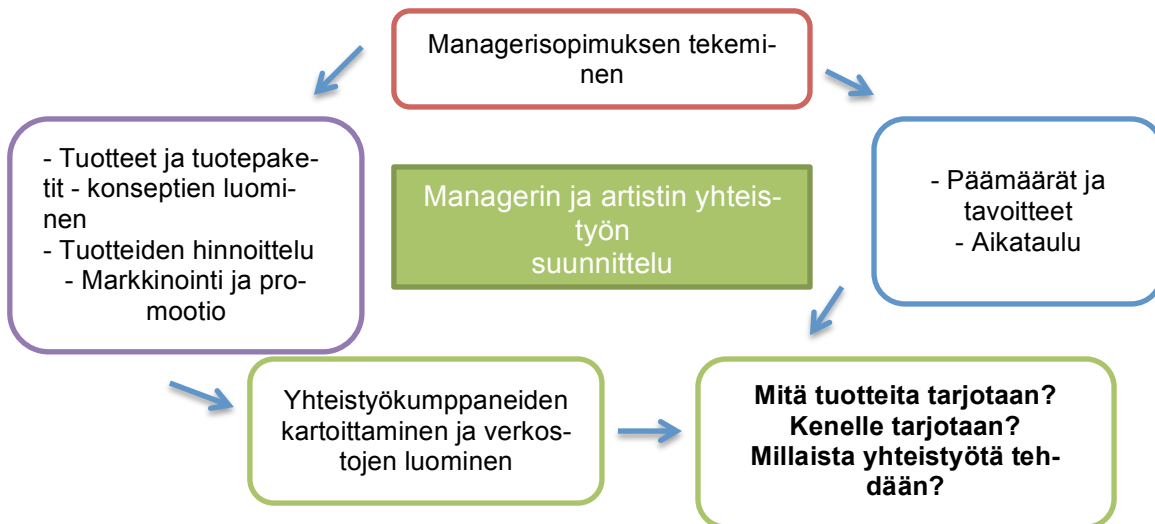 Managerisopimuksen tekemi-
nen
- Tuotteet ja tuotepake-
tit - konseptien luomi-
nen
- Tuotteiden hinnoittelu
- Markkinointi ja pro-
mootio
Managerin ja artistin yhteis-
työn
suunnittelu
- Päämäärät ja
tavoitteet
- Aikataulu
Yhteistyökumppaneiden
kartoittaminen ja verkos-
tojen luominen
Mitä tuotteita tarjotaan?
Kenelle tarjotaan?
Millaista yhteistyötä teh-
dään?